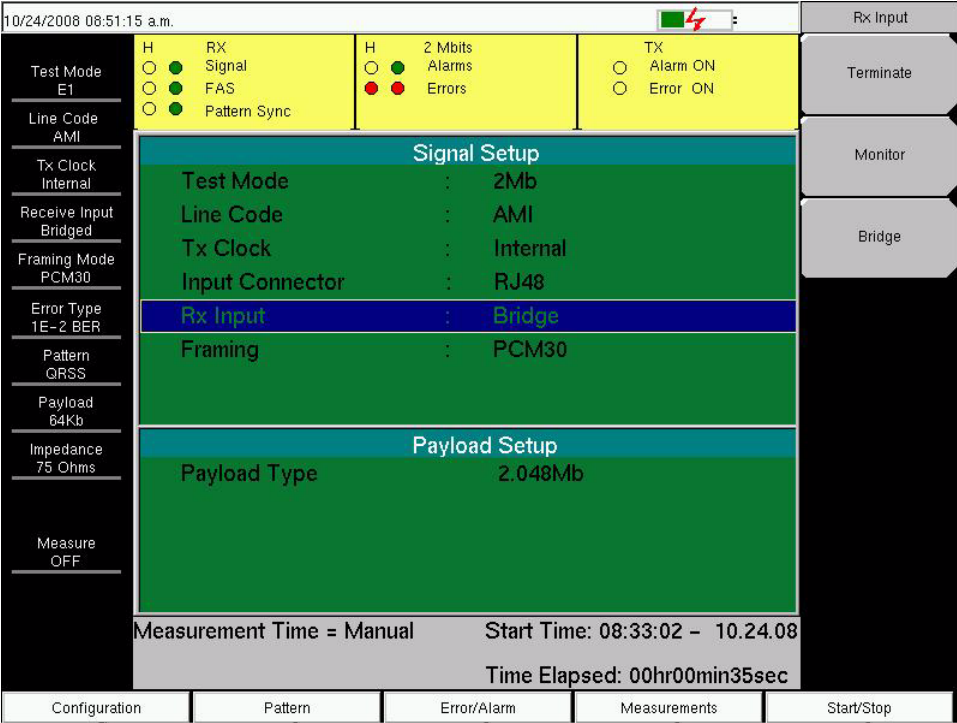 10/24/2008 08:51:15 a.m.
Rx Input
Terminate
Monitor
Bridge
Test Mode
E1
Line Code
AMI
Tx Clock
Internal
Receive Input
Bridged
Framing Mode
PCM30
Error Type
1E-2 BER
Pattern
QRSS
Payload
64Kb
Impedance
75 Ohms
Measure
OFF
H RX
Signal
FAS
Pattern Sync
H 2 Mbits
Alarms
Errors
TX
Alarm ON
Error ON
Signal Setup
Test Mode : 2Mb
Line Code : AMI
Tx Clock : Internal
Input Connector : RJ48
Rx Input : Bridge
Framing : PCM30
Payload Setup
Payload Type 2.048Mb
Measurement Time = Manual Start Time: 08:33:02 - 10.24.08
Time Elapsed: 00hr00min35sec
Configuration Pattern Error/Alarm Measurements Start/Stop